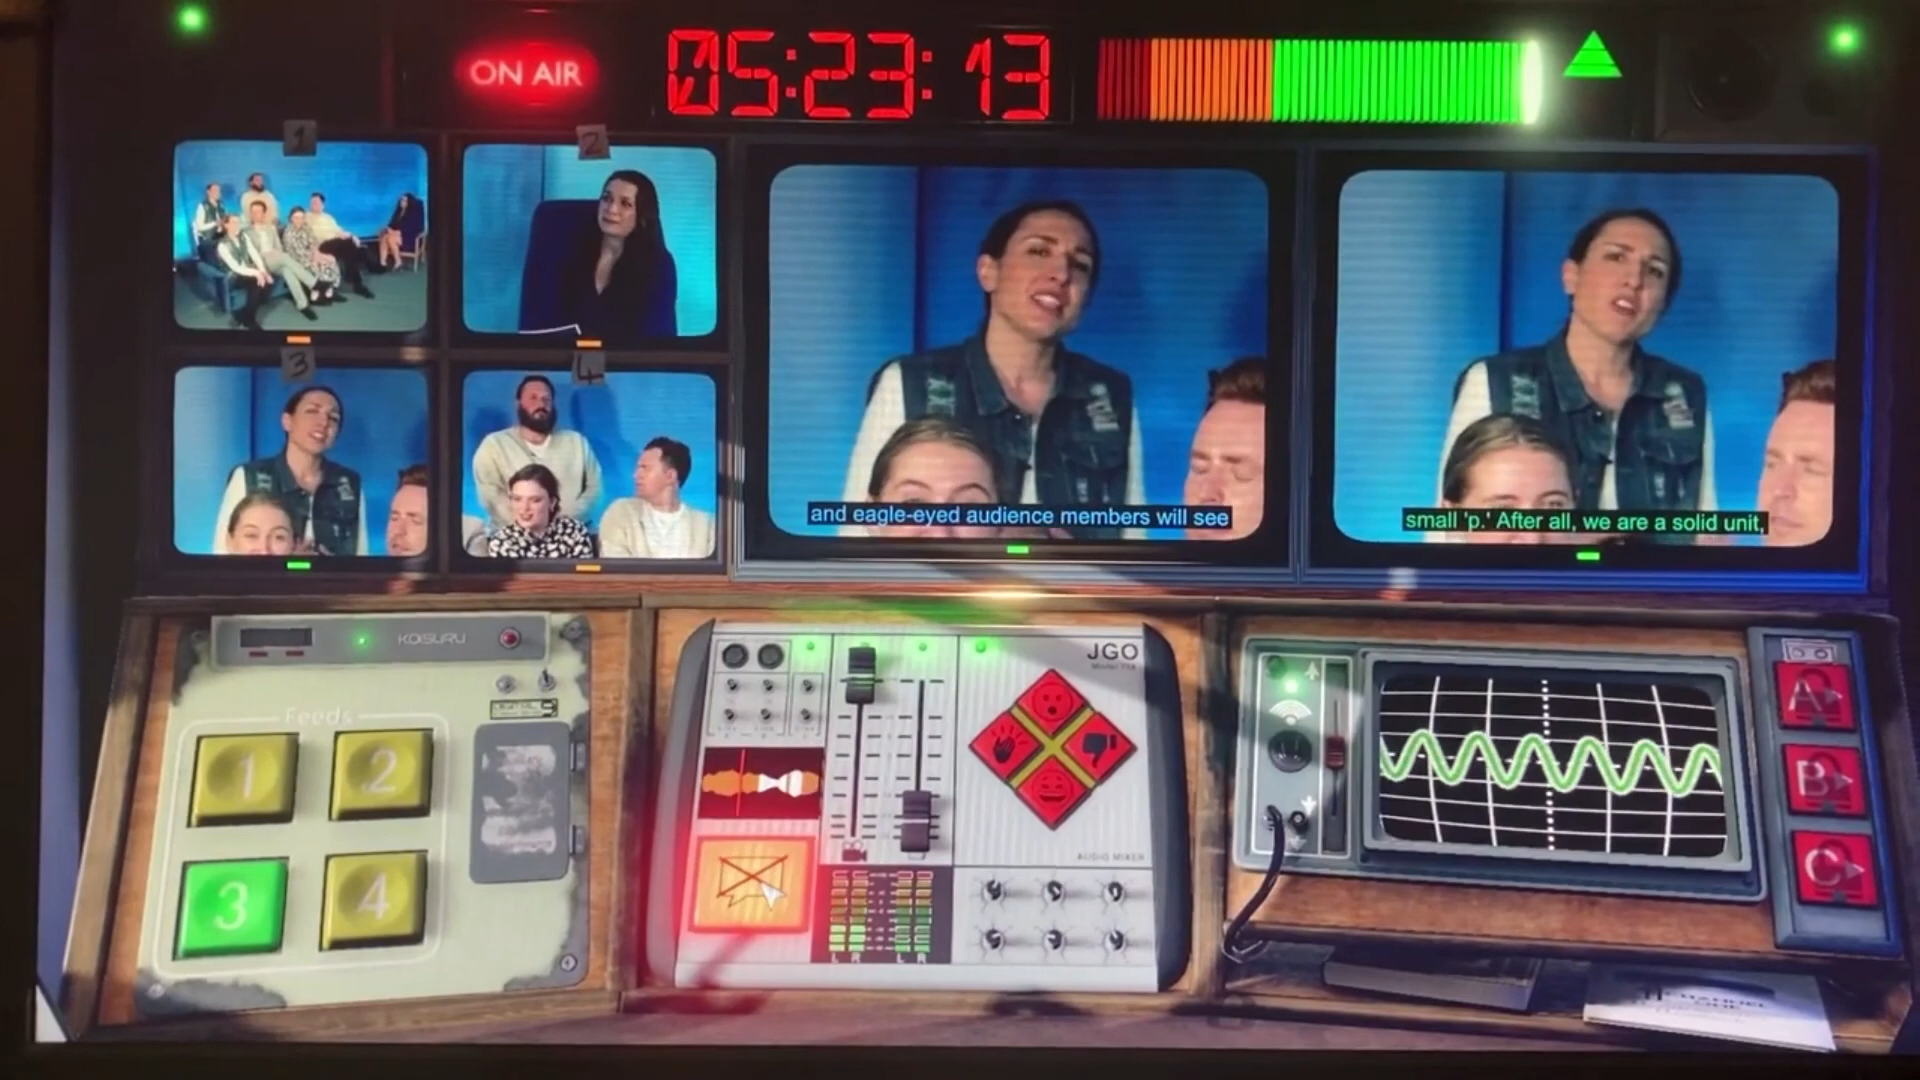 ON AIR
05:23:13
1
2
3
4
and eagle-eyed audience members will see
small 'p.' After all, we are a solid unit,
KOISURU
Feeds
1
2
3
4
JGO
AUDIO MIXER
L R L R
A
B
C